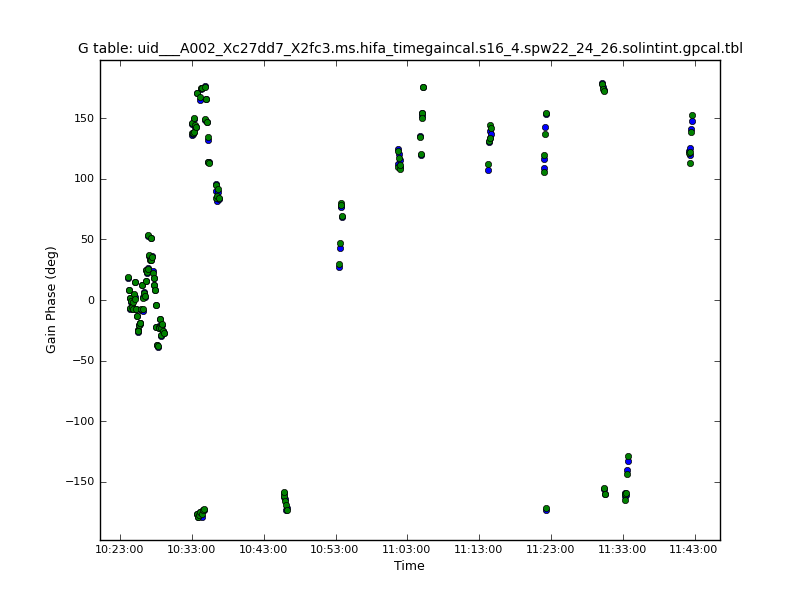 G table: uid___A002_Xc27dd7_X2fc3.ms.hifa_timegaincal.s16_4.spw22_24_26.solintint.gpcal.tbl
150
100
50
0
−50
−100
−150
Gain Phase (deg)
10:23:00 10:33:00 10:43:00 10:53:00 11:03:00 11:13:00 11:23:00 11:33:00 11:43:00
Time